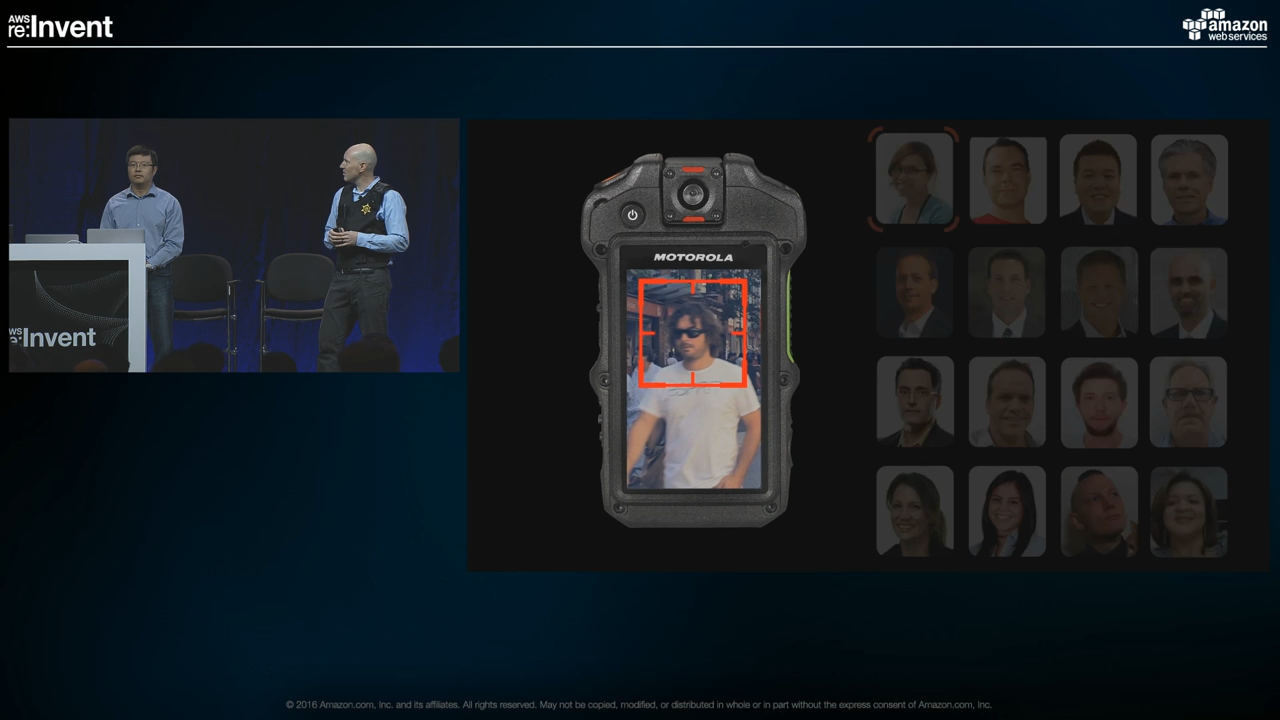 AWS
re:Invent
amazon
web services
WS
e:Invent
MOTOROLA
© 2016 Amazon.com, Inc. and its affiliates. All rights reserved. May not be copied, modified, or distributed in whole or in part without the express consent of Amazon.com, Inc.